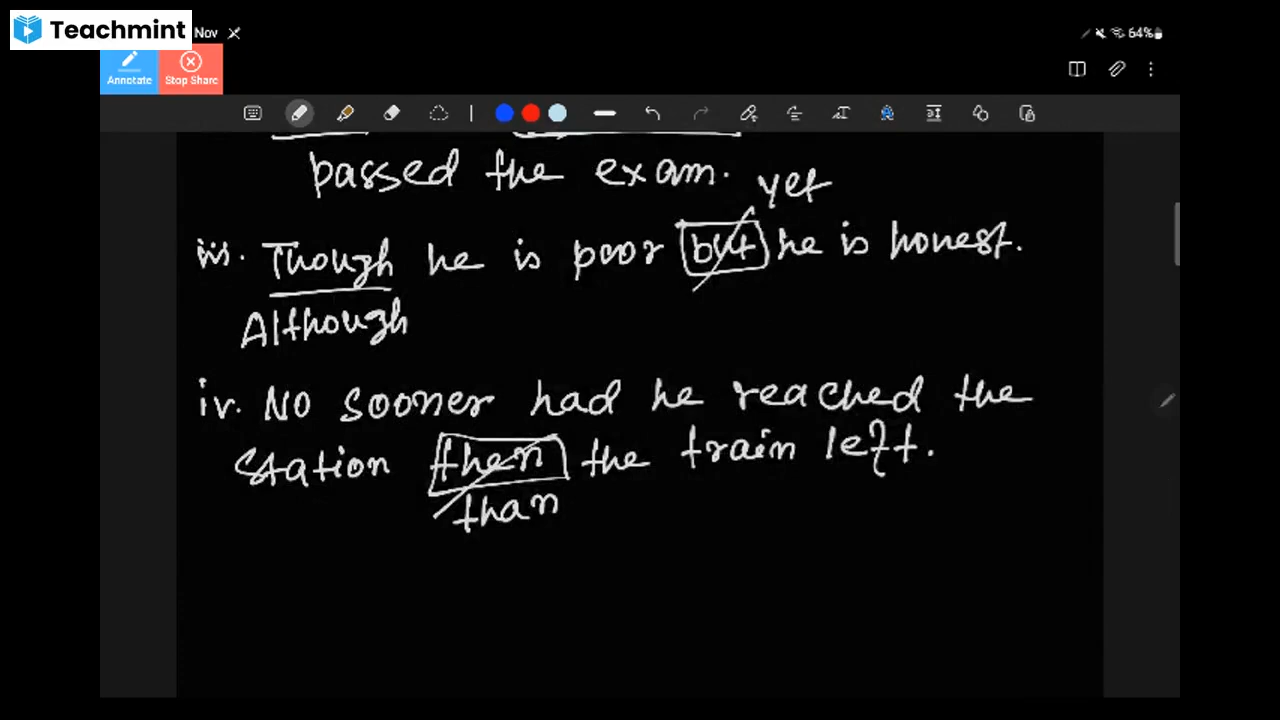 Teachmint
Nov
64%
Annotate
Stop Share
passed the exam.
yet
iii. Though he is poor but he is honest.
Although
iv. No sooner had he reached the
station then the train left.
than